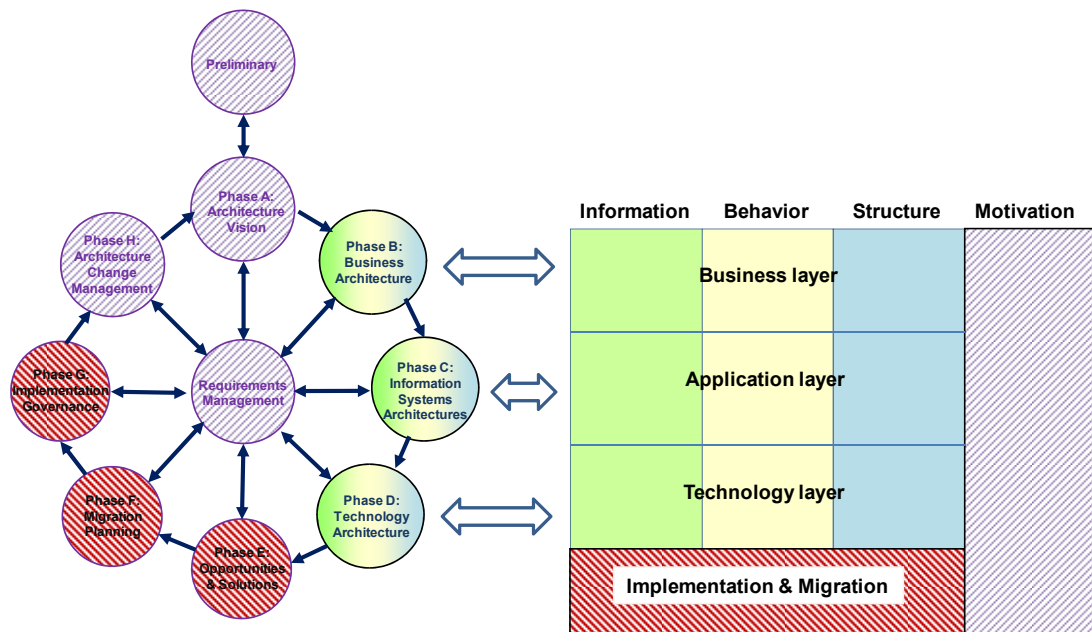 Preliminary
Phase A:
Architecture
Vision
Phase H:
Architecture
Change
Management
Phase B:
Business
Architecture
Requirements
Management
Phase G:
Implementation
Governance
Phase C:
Information
Systems
Architectures
Phase F:
Migration
Planning
Phase D:
Technology
Architecture
Phase E:
Opportunities
& Solutions
Information Behavior Structure Motivation
Business layer
Application layer
Technology layer
Implementation & Migration